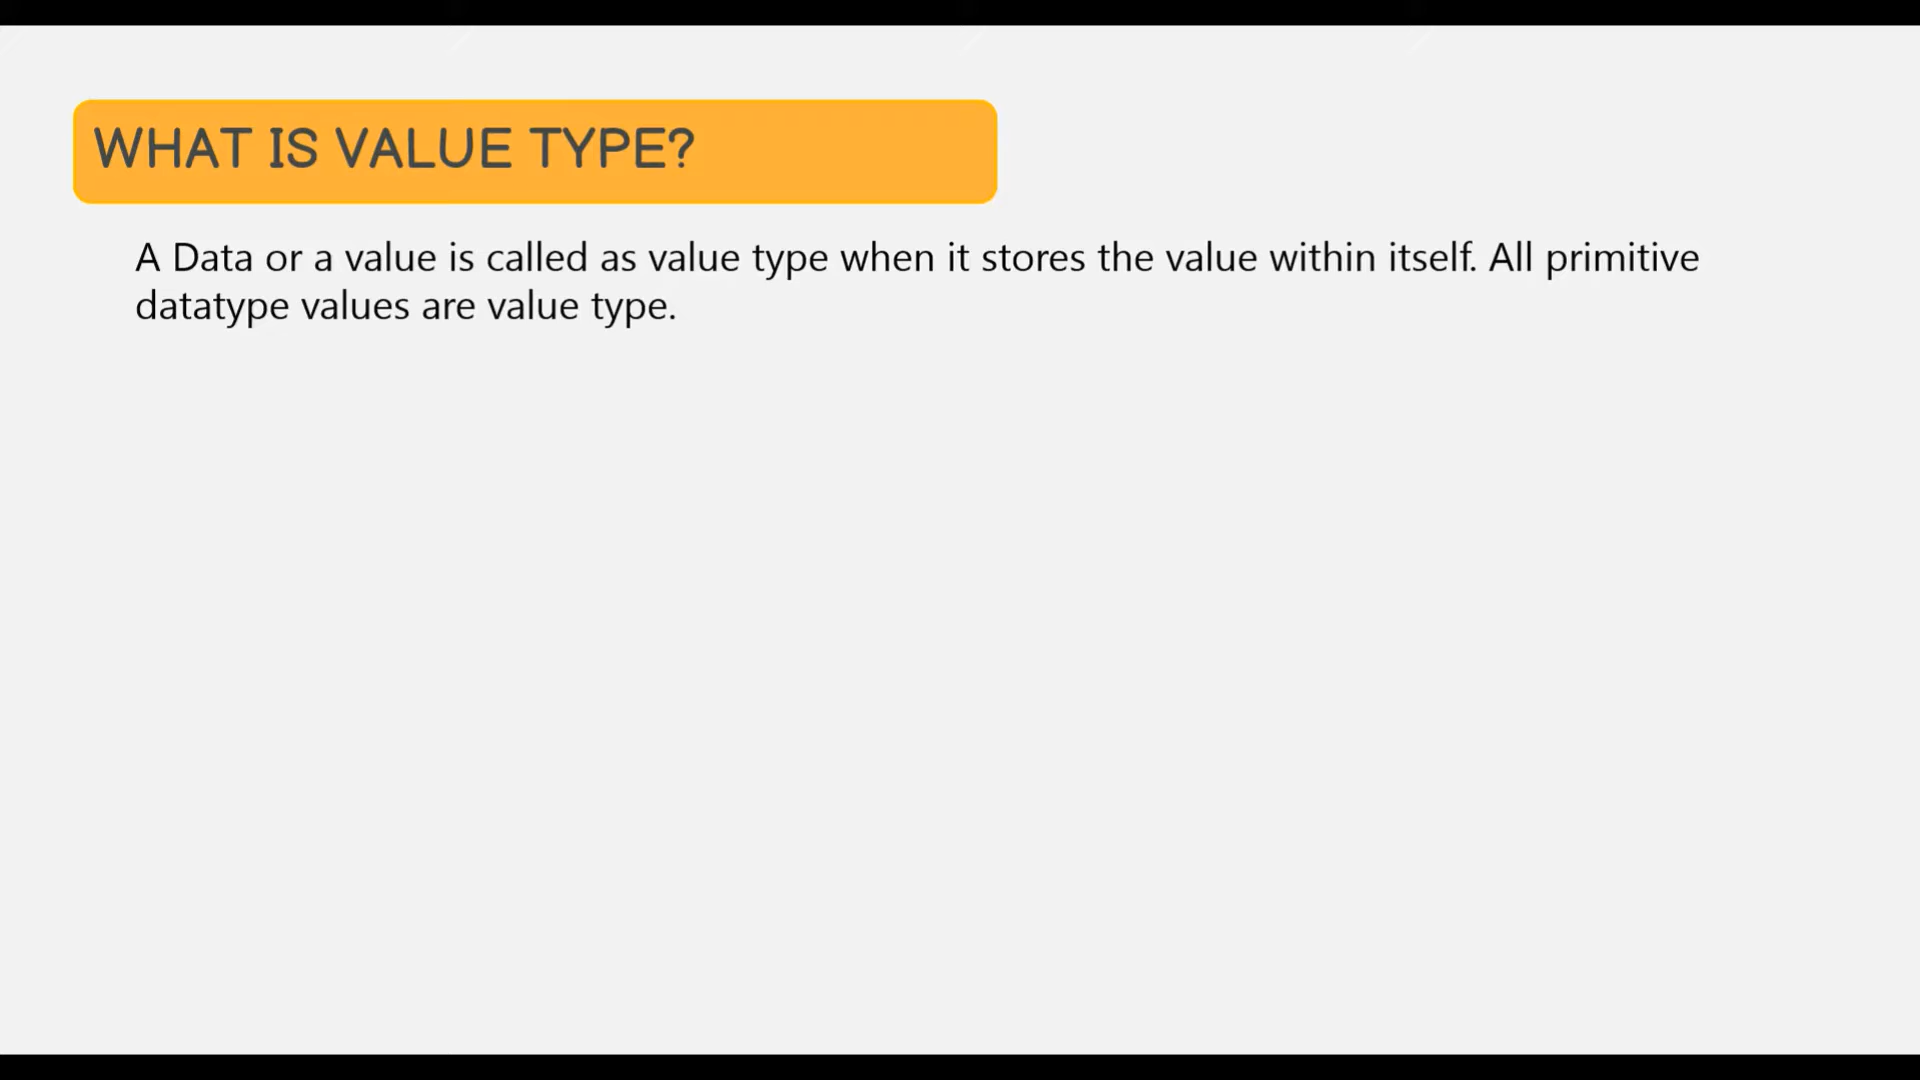 WHAT IS VALUE TYPE?
A Data or a value is called as value type when it stores the value within itself. All primitive
datatype values are value type.